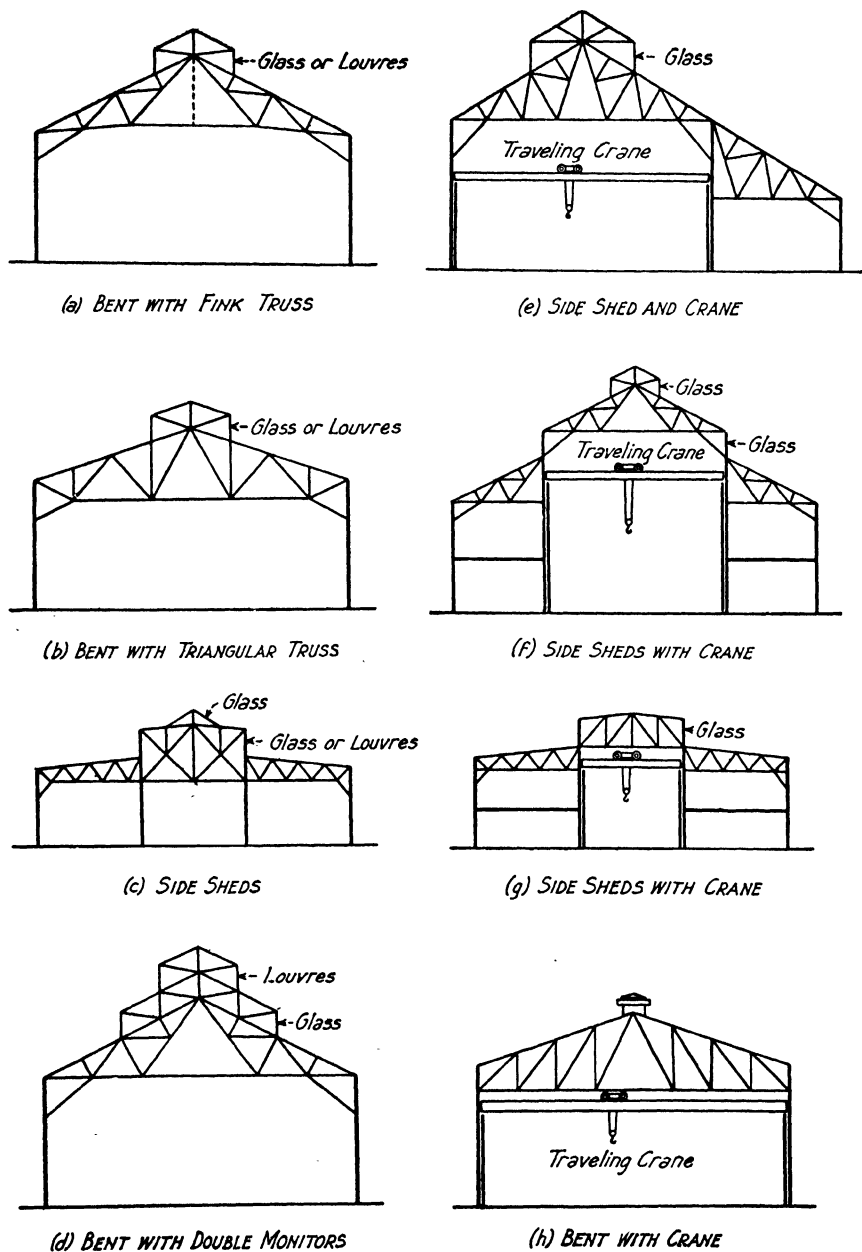 Glass or Louvres
(a) BENT WITH FINK TRUSS
Glass or Louvres
(b) BENT WITH TRIANGULAR TRUSS
Glass
Glass or Louvres
(c) SIDE SHEDS
Louvres
Glass
(d) BENT WITH DOUBLE MONITORS
Glass
Traveling Crane
(e) SIDE SHED AND CRANE
Glass
Traveling Crane
Glass
(f) SIDE SHEDS WITH CRANE
Glass
(g) SIDE SHEDS WITH CRANE
Traveling Crane
(h) BENT WITH CRANE